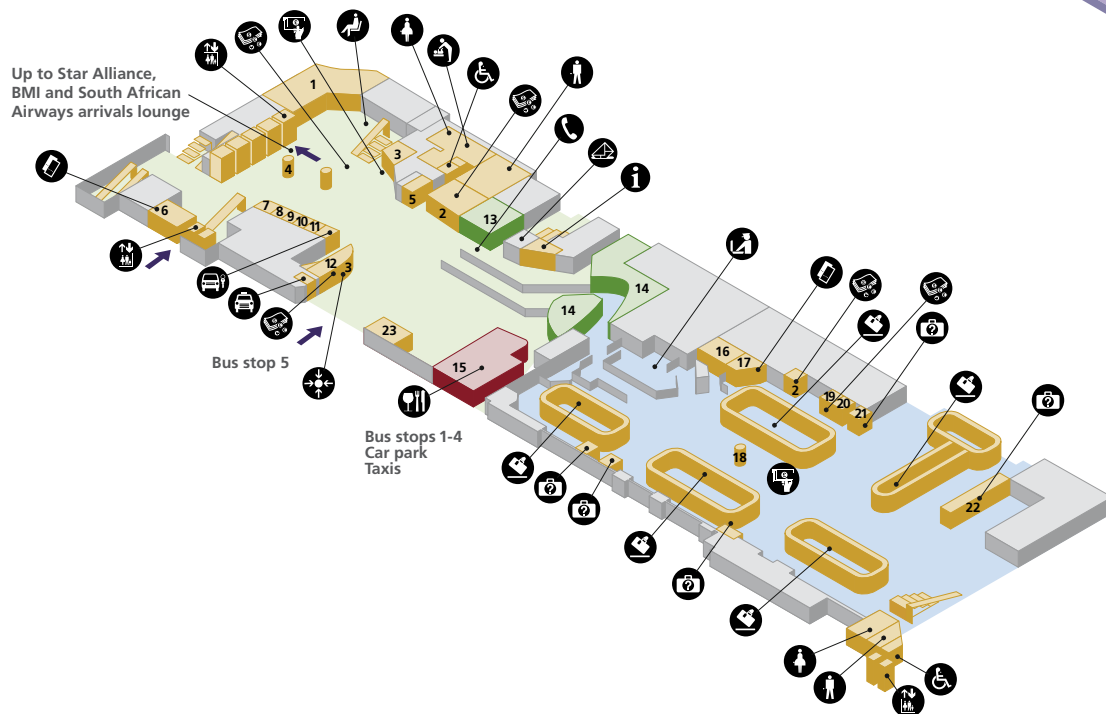 Up to Star Alliance,
BMI and South African
Airways arrivals lounge
1
3
4
5
2
13
6
7 8 9 10 11
12 3
14
14
Bus stop 5
23
15
Bus stops 1-4
Car park
Taxis
16 17
2
19 20 21
18
22